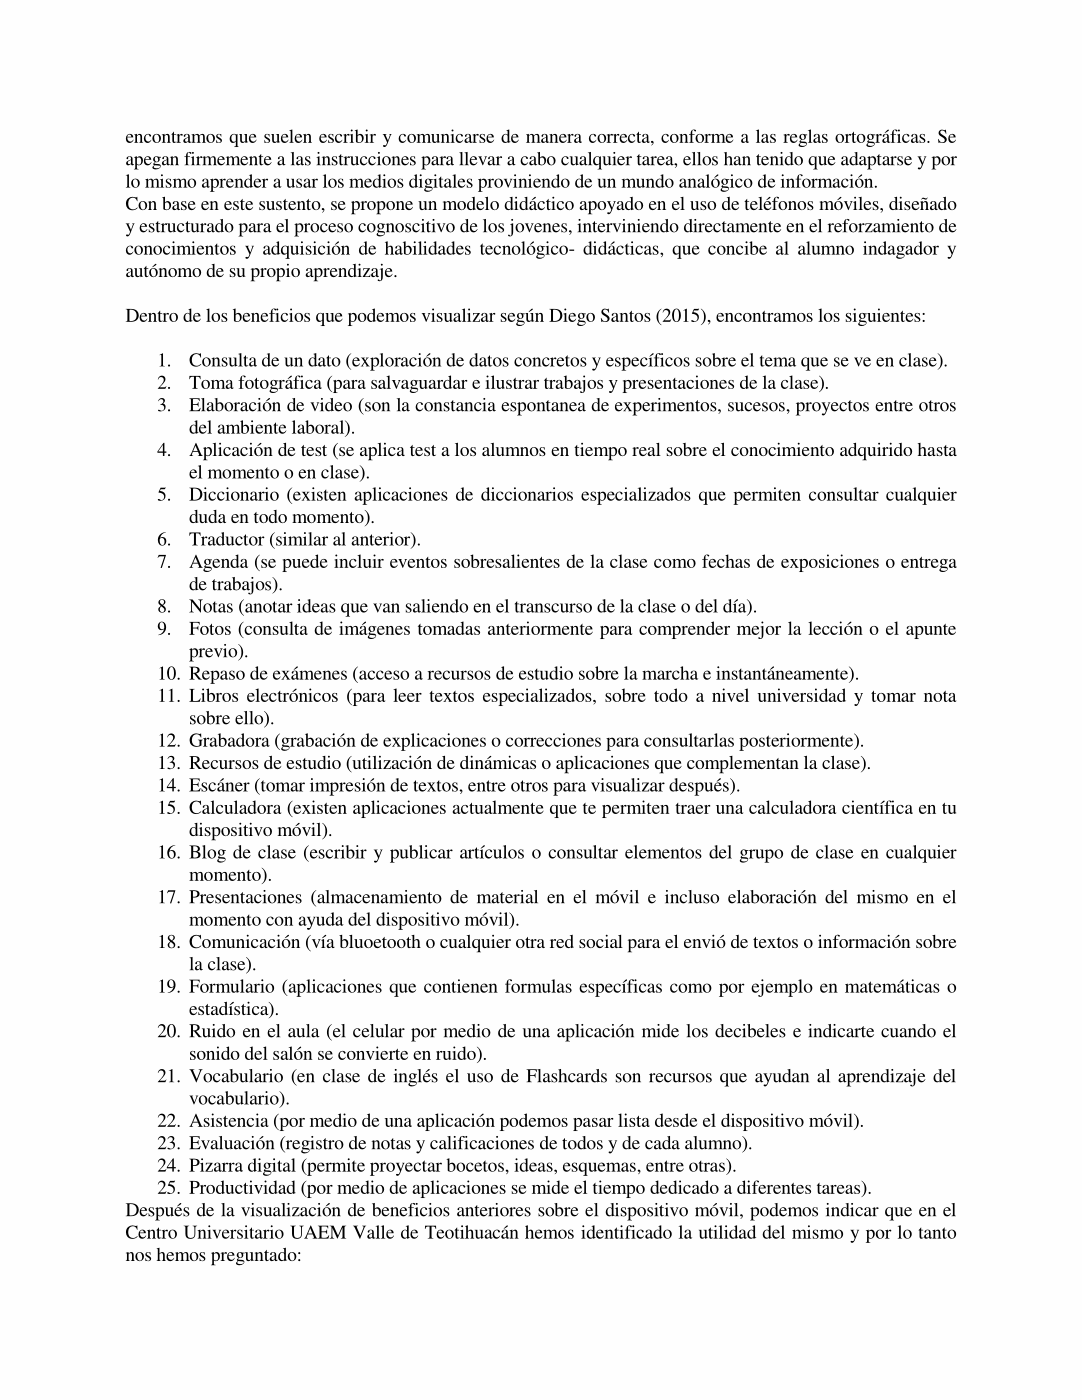 encontramos que suelen escribir y comunicarse de manera correcta, conforme a las reglas ortográficas. Se
apegan firmemente a las instrucciones para llevar a cabo cualquier tarea, ellos han tenido que adaptarse y por
lo mismo aprender a usar los medios digitales proviniendo de un mundo analógico de información.
Con base en este sustento, se propone un modelo didáctico apoyado en el uso de teléfonos móviles, diseñado
y estructurado para el proceso cognoscitivo de los jovenes, interviniendo directamente en el reforzamiento de
conocimientos y adquisición de habilidades tecnológico- didácticas, que concibe al alumno indagador y
autónomo de su propio aprendizaje.
Dentro de los beneficios que podemos visualizar según Diego Santos (2015), encontramos los siguientes:
1. Consulta de un dato (exploración de datos concretos y específicos sobre el tema que se ve en clase).
2. Toma fotográfica (para salvaguardar e ilustrar trabajos y presentaciones de la clase).
3. Elaboración de video (son la constancia espontanea de experimentos, sucesos, proyectos entre otros
del ambiente laboral).
4. Aplicación de test (se aplica test a los alumnos en tiempo real sobre el conocimiento adquirido hasta
el momento o en clase).
5. Diccionario (existen aplicaciones de diccionarios especializados que permiten consultar cualquier
duda en todo momento).
6. Traductor (similar al anterior).
7. Agenda (se puede incluir eventos sobresalientes de la clase como fechas de exposiciones o entrega
de trabajos).
8. Notas (anotar ideas que van saliendo en el transcurso de la clase o del día).
9. Fotos (consulta de imágenes tomadas anteriormente para comprender mejor la lección o el apunte
previo).
10. Repaso de exámenes (acceso a recursos de estudio sobre la marcha e instantáneamente).
11. Libros electrónicos (para leer textos especializados, sobre todo a nivel universidad y tomar nota
sobre ello).
12. Grabadora (grabación de explicaciones o correcciones para consultarlas posteriormente).
13. Recursos de estudio (utilización de dinámicas o aplicaciones que complementan la clase).
14. Escáner (tomar impresión de textos, entre otros para visualizar después).
15. Calculadora (existen aplicaciones actualmente que te permiten traer una calculadora científica en tu
dispositivo móvil).
16. Blog de clase (escribir y publicar artículos o consultar elementos del grupo de clase en cualquier
momento).
17. Presentaciones (almacenamiento de material en el móvil e incluso elaboración del mismo en el
momento con ayuda del dispositivo móvil).
18. Comunicación (vía bluoetooth o cualquier otra red social para el envió de textos o información sobre
la clase).
19. Formulario (aplicaciones que contienen formulas específicas como por ejemplo en matemáticas o
estadística).
20. Ruido en el aula (el celular por medio de una aplicación mide los decibeles e indicarte cuando el
sonido del salón se convierte en ruido).
21. Vocabulario (en clase de inglés el uso de Flashcards son recursos que ayudan al aprendizaje del
vocabulario).
22. Asistencia (por medio de una aplicación podemos pasar lista desde el dispositivo móvil).
23. Evaluación (registro de notas y calificaciones de todos y de cada alumno).
24. Pizarra digital (permite proyectar bocetos, ideas, esquemas, entre otras).
25. Productividad (por medio de aplicaciones se mide el tiempo dedicado a diferentes tareas).
Después de la visualización de beneficios anteriores sobre el dispositivo móvil, podemos indicar que en el
Centro Universitario UAEM Valle de Teotihuacán hemos identificado la utilidad del mismo y por lo tanto
nos hemos preguntado: